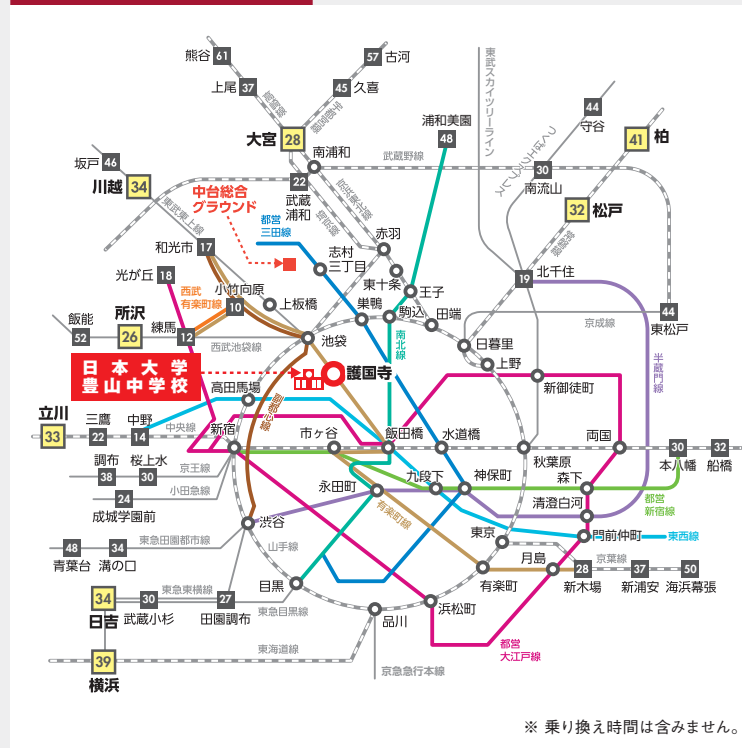 熊谷
61
57
古河
上尾
37
45
久喜
高崎線
宇都宮線
東武スカイツリーライン
44
守谷
つくばエクスプレス
大宮
28
浦和美園
48
41
柏
南浦和
武蔵野線
30
南流山
坂戸
46
川越
34
22
武蔵
浦和
埼京線
京浜東北線
中台総合
グラウンド
東武東上線
都営
三田線
32
松戸
常磐線
和光市
17
志村
三丁目
赤羽
東十条
光が丘
18
西武
有楽町線
小竹向原
10
上板橋
巣鴨
駒込
王子
田端
19
北千住
44
東松戸
京成線
所沢
26
飯能
52
練馬
12
西武池袋線
池袋
南北線
日暮里
上野
半蔵門線
日本大学
豊山中学校
護国寺
高田馬場
副都心線
新御徒町
立川
33
三鷹
22
中野
14
中央線
新宿
市ヶ谷
飯田橋
水道橋
秋葉原
両国
30
本八幡
32
船橋
調布
38
桜上水
30
京王線
24
成城学園前
小田急線
永田町
九段下
神保町
森下
清澄白河
都営
新宿線
有楽町線
渋谷
山手線
東京
門前仲町
東西線
48
青葉台
34
溝の口
東急田園都市線
月島
京葉線
有楽町
28
新木場
37
新浦安
50
海浜幕張
目黒
34
日吉
30
武蔵小杉
東急東横線
27
田園調布
東急目黒線
浜松町
品川
39
横浜
東海道線
京急急行本線
都営
大江戸線
※ 乗り換え時間は含みません。